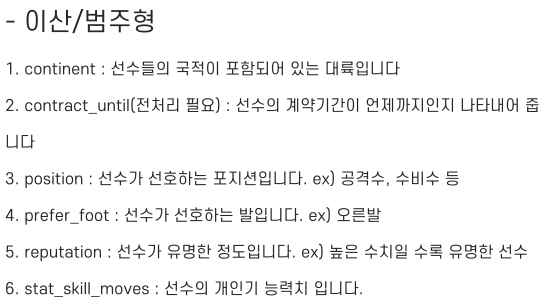 - 이산/범주형
1. continent : 선수들의 국적이 포함되어 있는 대륙입니다
2. contract_until(전처리 필요) : 선수의 계약기간이 언제까지인지 나타내어 줍
니다
3. position : 선수가 선호하는 포지션입니다. ex) 공격수, 수비수 등
4. prefer_foot : 선수가 선호하는 발입니다. ex) 오른발
5. reputation : 선수가 유명한 정도입니다. ex) 높은 수치일 수록 유명한 선수
6. stat_skill_moves : 선수의 개인기 능력치 입니다.